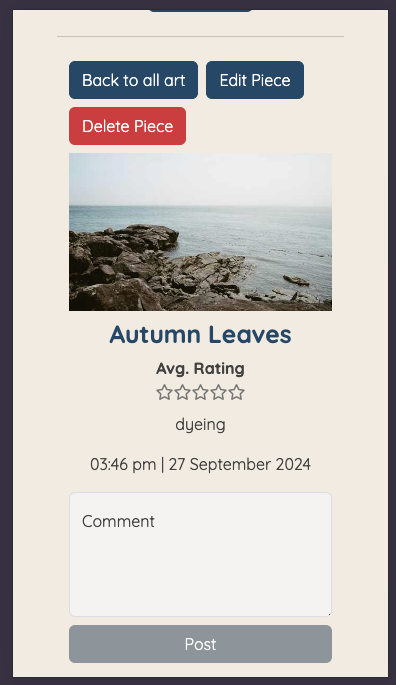 Back to all art Edit Piece
Delete Piece
Autumn Leaves
Avg. Rating
dyeing
03:46 pm | 27 September 2024
Comment
Post